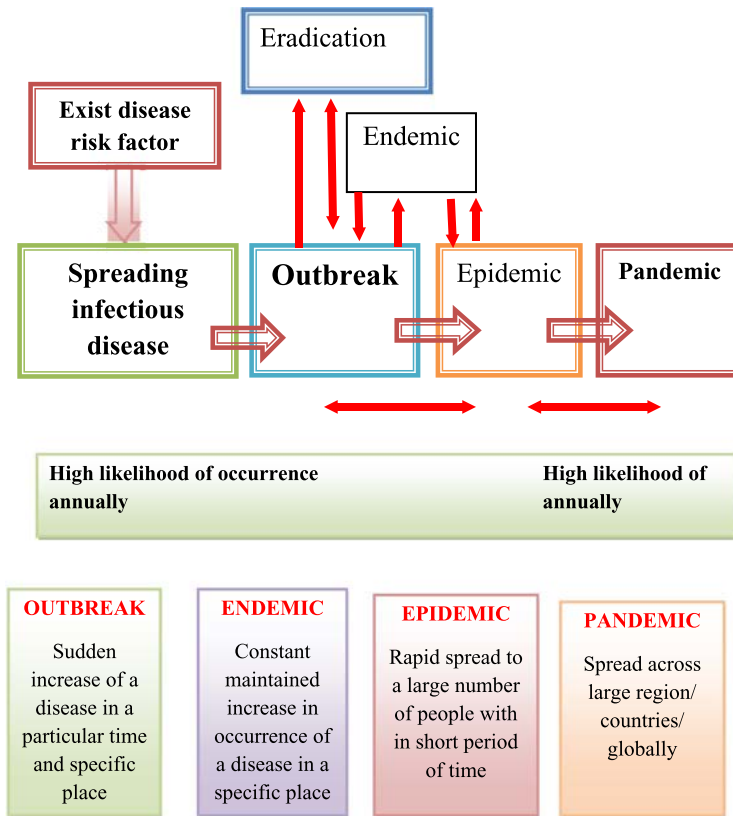 Eradication
Exist disease
risk factor
Endemic
Spreading
infectious
disease
Outbreak
Epidemic
Pandemic
High likelihood of occurrence
annually
High likelihood of
annually
OUTBREAK
Sudden
increase of a
disease in a
particular time
and specific
place
ENDEMIC
Constant
maintained
increase in
occurrence of
a disease in a
specific place
EPIDEMIC
Rapid spread to
a large number
of people with
in short period
of time
PANDEMIC
Spread across
large region/
countries/
globally